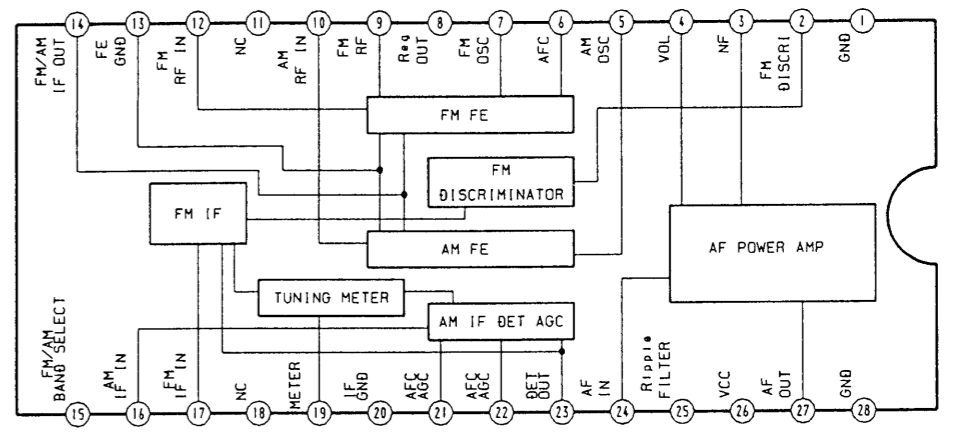 14
13
12
11
10
9
8
7
6
5
4
3
2
1
FM/AM
IF OUT
FE
GND
FM
RF IN
NC
AM
RF IN
FM
RF
Reg
OUT
FM
OSC
AFC
AM
OSC
VOL
NF
FM
DISCRI
GND
FM FE
FM
DISCRIMINATOR
FM IF
AM FE
AF POWER AMP
TUNING METER
AM IF DET AGC
FM/AM
BAND SELECT
AM
IF IN
FM
IF IN
NC
METER
IF
GND
AFC
AGC
AFC
AGC
DET
OUT
AF
IN
Ripple
FILTER
VCC
AF
OUT
GND
15
16
17
18
19
20
21
22
23
24
25
26
27
28